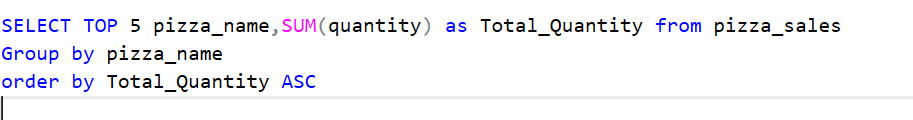 SELECT TOP 5 pizza_name,SUM(quantity) as Total_Quantity from pizza_sales
Group by pizza_name
order by Total_Quantity ASC